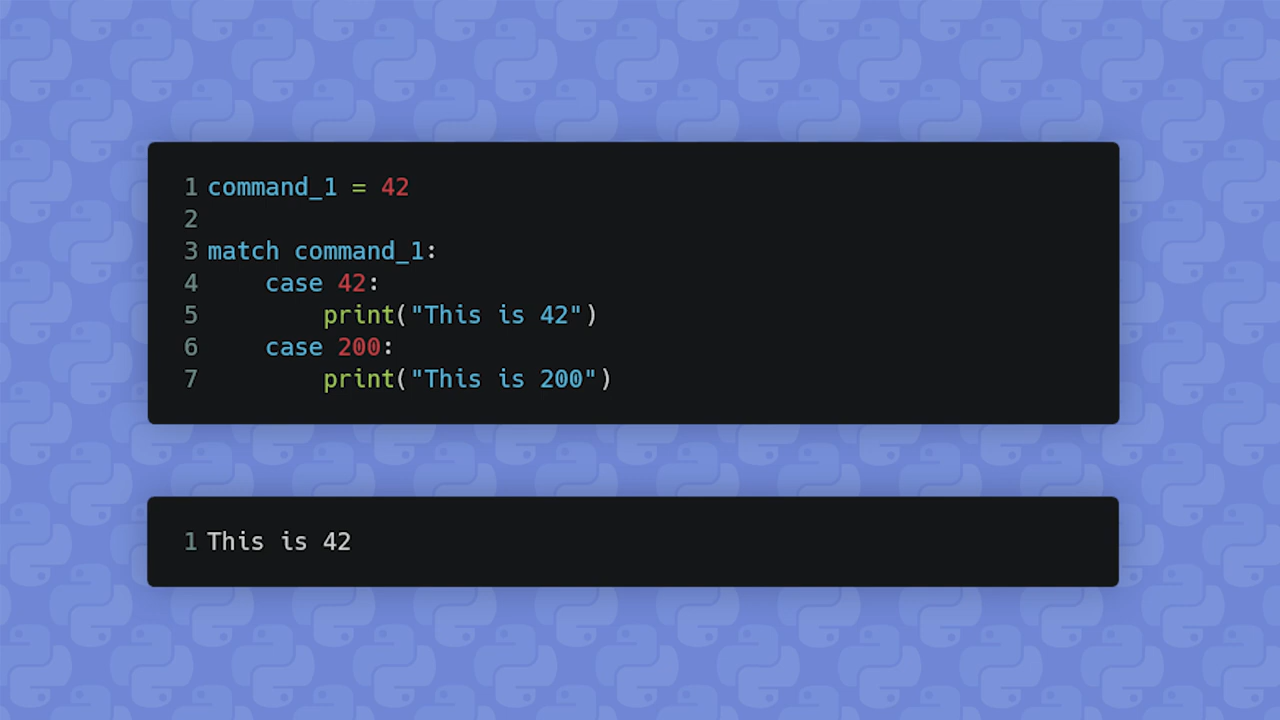 1 command_1 = 42
2
3 match command_1:
4     case 42:
5         print("This is 42")
6     case 200:
7         print("This is 200")
1 This is 42